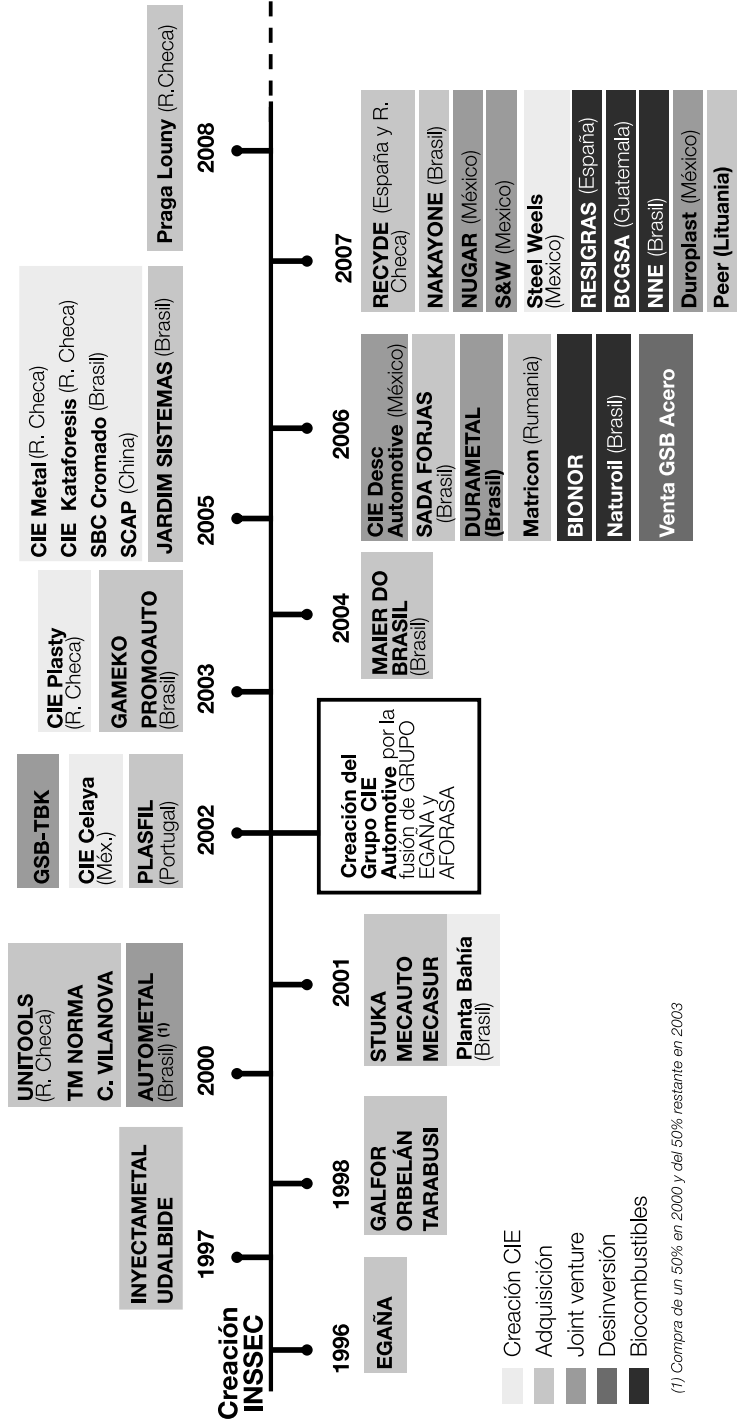 Creación
INSSEC
1996
EGAÑA
1997
INYECTAMETAL
UDALBIDE
1998
GALFOR
ORBELÁN
TARABUSI
2000
UNITOOLS
(R. Checa)
TM NORMA
C. VILANOVA
AUTOMETAL
(Brasil) (1)
2001
STUKA
MECAUTO
MECASUR
Planta Bahía
(Brasil)
2002
GSB-TBK
CIE Celaya
(Méx.)
PLASFIL
(Portugal)
Creación del
Grupo CIE
Automotive por la
fusión de GRUPO
EGAÑA y
AFORASA
2003
CIE Plasty
(R. Checa)
GAMEKO
PROMOAUTO
(Brasil)
2004
MAIER DO
BRASIL
(Brasil)
2005
CIE Metal(R. Checa)
CIE Kataforesis (R. Checa)
SBC Cromado (Brasil)
SCAP (China)
JARDIM SISTEMAS (Brasil)
2006
CIE Desc
Automotive (México)
SADA FORJAS
(Brasil)
DURAMETAL
(Brasil)
Matricon (Rumania)
BIONOR
Naturoil (Brasil)
Venta GSB Acero
2007
RECYDE (España y R.
Checa)
NAKAYONE (Brasil)
NUGAR (México)
S&W (Mexico)
Steel Weels
(Mexico)
RESIGRAS (España)
BCGSA (Guatemala)
NNE (Brasil)
Duroplast (México)
Peer (Lituania)
2008
Praga Louny (R.Checa)
Creación CIE
Adquisición
Joint venture
Desinversión
Biocombustibles
(1) Compra de un 50% en 2000 y del 50% restante en 2003